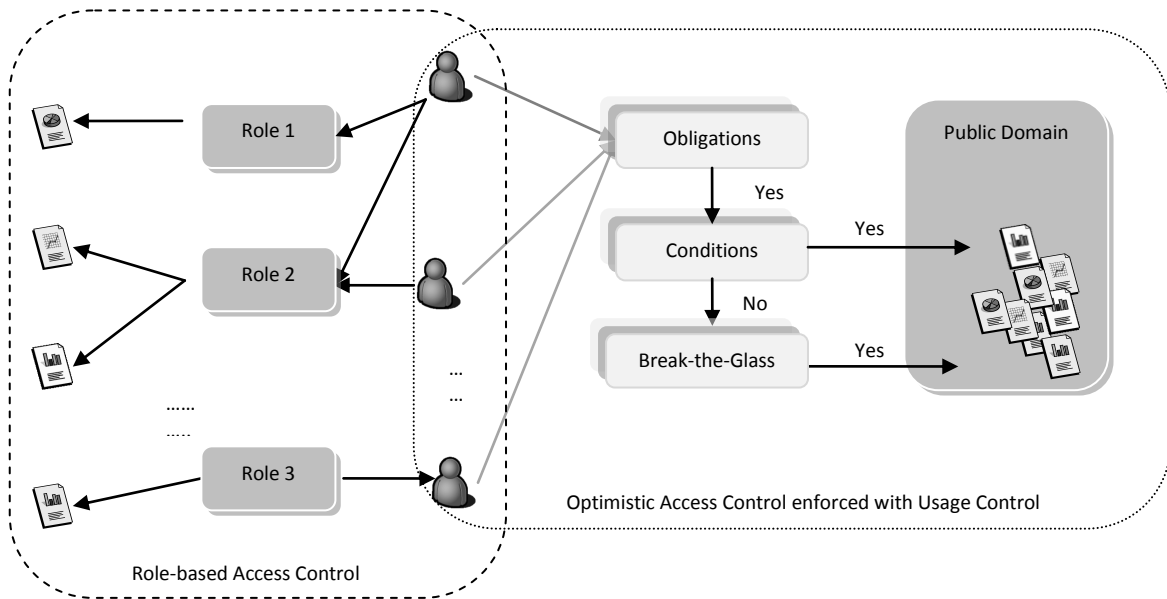 Role 1
Role 2
......
.....
Role 3
Role-based Access Control
...
...
Obligations
Yes
Conditions
Yes
No
Break-the-Glass
Yes
Public Domain
Optimistic Access Control enforced with Usage Control